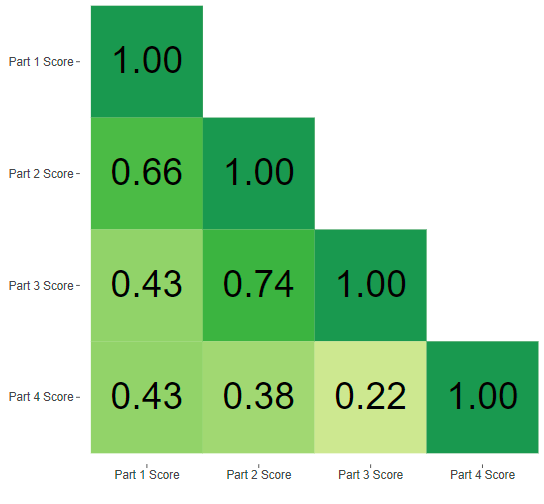 Part 1 Score 1.00
Part 2 Score 0.66 1.00
Part 3 Score 0.43 0.74 1.00
Part 4 Score 0.43 0.38 0.22 1.00
Part 1 Score Part 2 Score Part 3 Score Part 4 Score